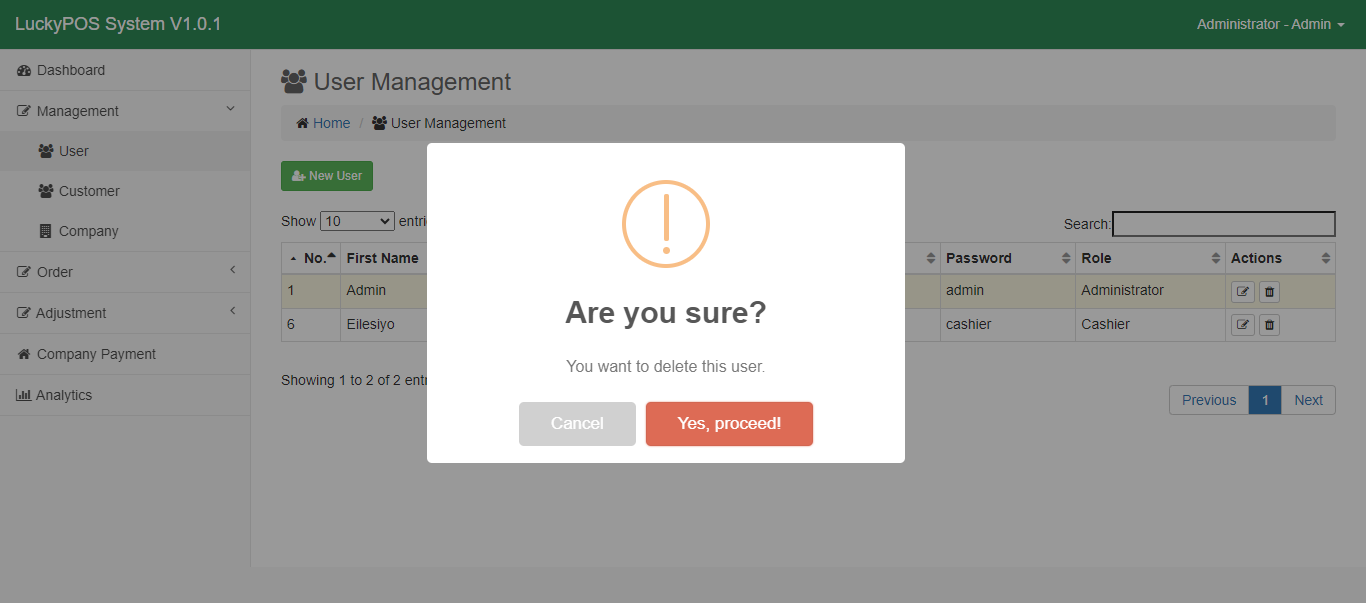 LuckyPOS System V1.0.1
Administrator - Admin
Dashboard
Management
User
Customer
Company
Order
Adjustment
Company Payment
Analytics
User Management
Home / User Management
New User
Show 10 entri
Search:
No. First Name Password Role Actions
1 Admin admin Administrator
6 Eilesiyo cashier Cashier
Showing 1 to 2 of 2 entr
Previous 1 Next
Are you sure?
You want to delete this user.
Cancel Yes, proceed!